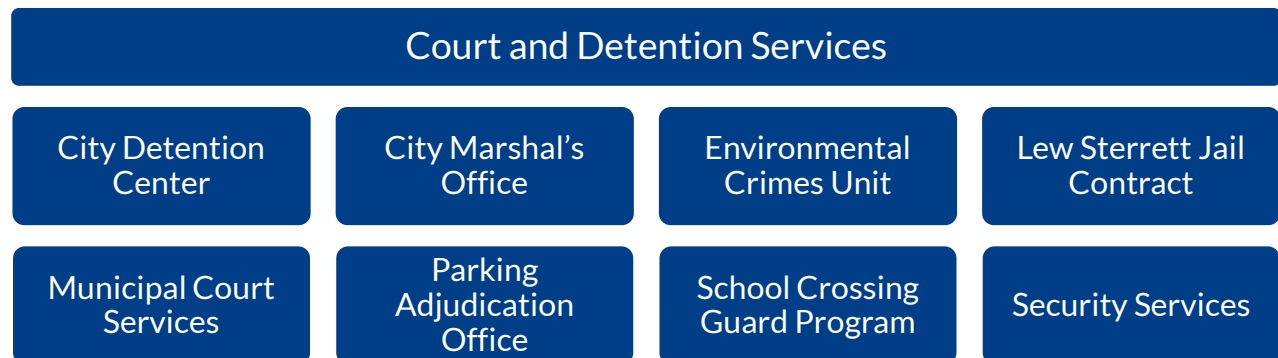 Court and Detention Services
City Detention
Center
City Marshal's
Office
Environmental
Crimes Unit
Lew Sterrett Jail
Contract
Municipal Court
Services
Parking
Adjudication
Office
School Crossing
Guard Program
Security Services